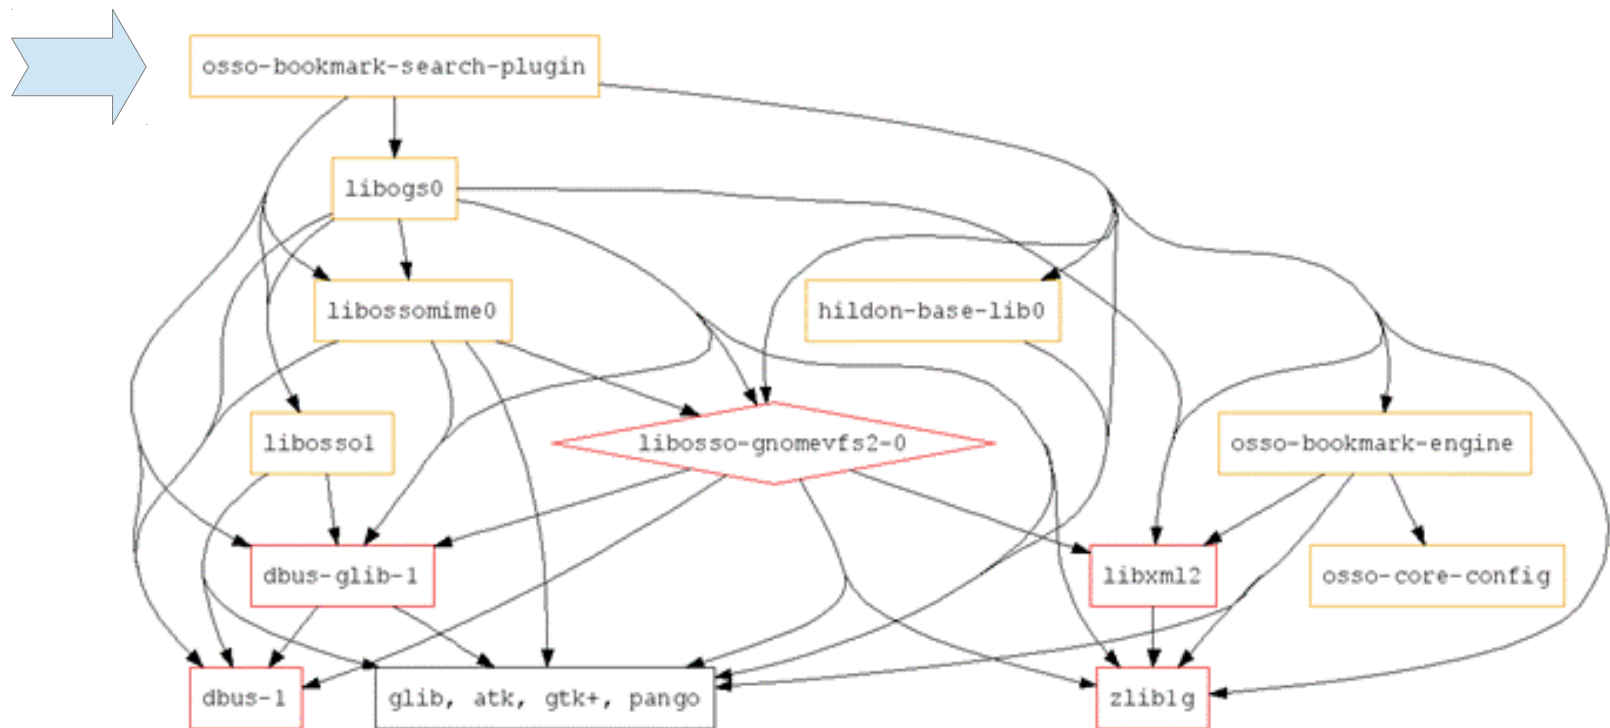 osso-bookmark-search-plugin
libogs0
libossomime0
hildon-base-lib0
libosso1
libosso-gnomevfs2-0
osso-bookmark-engine
dbus-glib-1
libxml2
osso-core-config
dbus-1
glib, atk, gtk+, pango
zlib1g